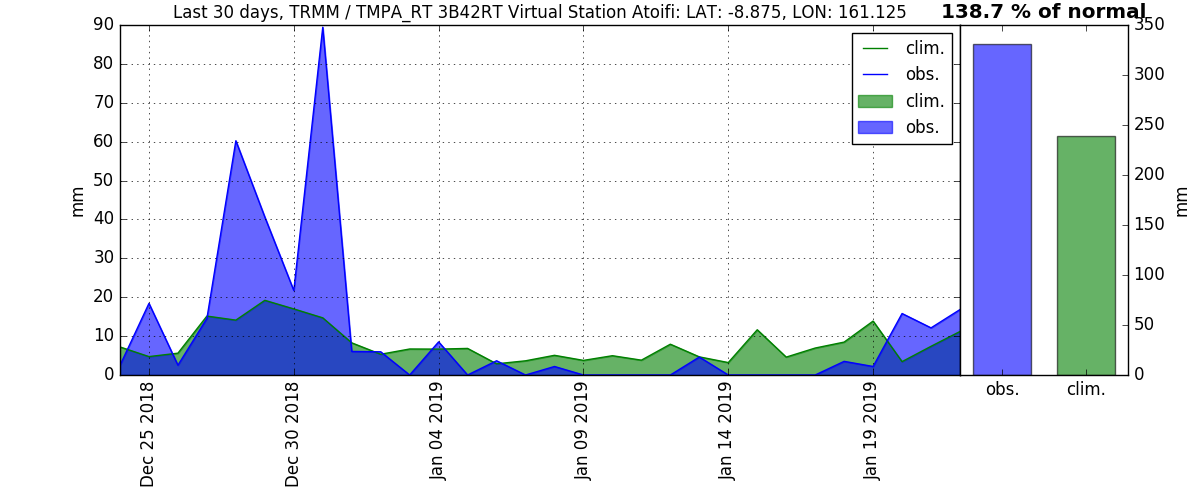 Last 30 days, TRMM / TMPA_RT 3B42RT Virtual Station Atoifi: LAT: -8.875, LON: 161.125
138.7 % of normal
90
80
70
60
50
40
30
20
10
0
mm
clim.
obs.
clim.
obs.
Dec 25 2018
Dec 30 2018
Jan 04 2019
Jan 09 2019
Jan 14 2019
Jan 19 2019
350
300
250
200
150
100
50
0
mm
obs.
clim.